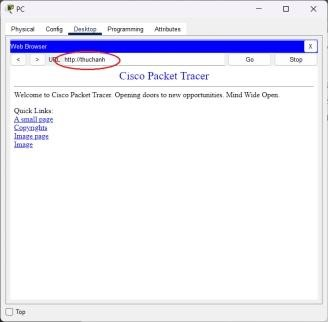 PC
Physical Config Desktop Programming Attributes
Web Browser X
< > URL http://thuchanh Go Stop
Cisco Packet Tracer
Welcome to Cisco Packet Tracer. Opening doors to new opportunities. Mind Wide Open.
Quick Links:
A small page
Copyrights
Image page
Image
Top